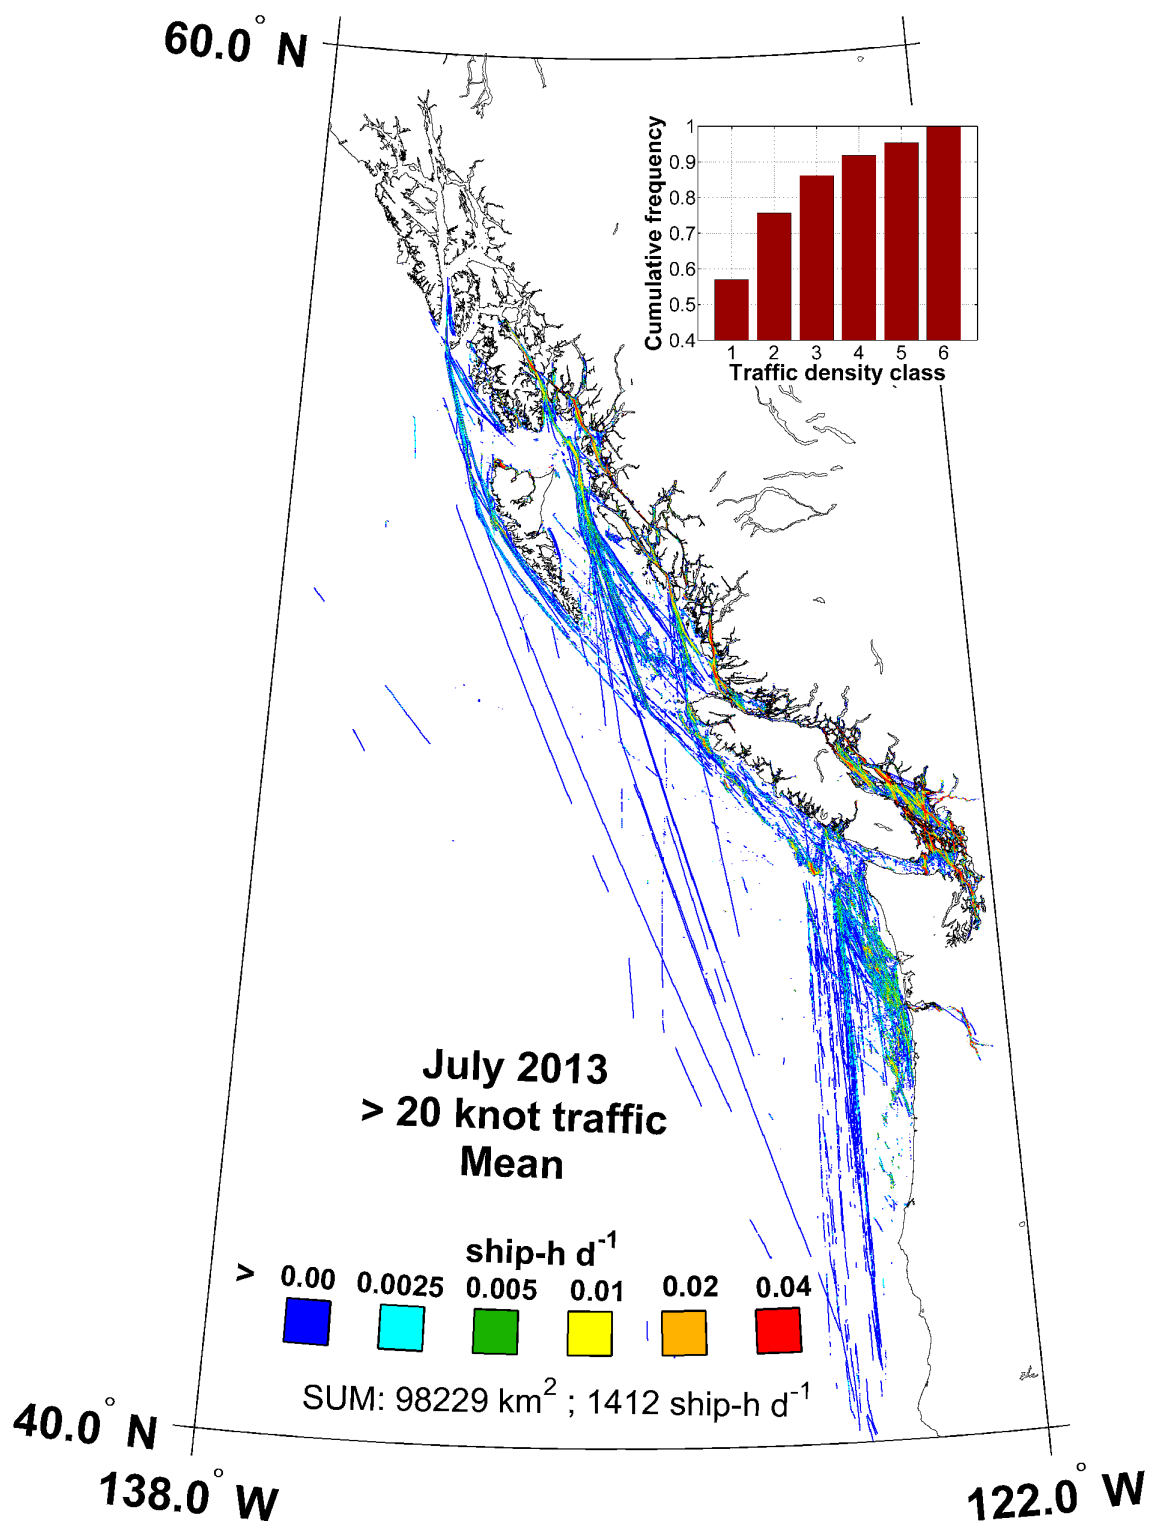 60.0° N
Cumulative frequency
1
0.9
0.8
0.7
0.6
0.5
0.4
1 2 3 4 5 6
Traffic density class
July 2013
> 20 knot traffic
Mean
ship-h d⁻¹
> 0.00 0.0025 0.005 0.01 0.02 0.04
SUM: 98229 km² ; 1412 ship-h d⁻¹
40.0° N
138.0° W
122.0° W